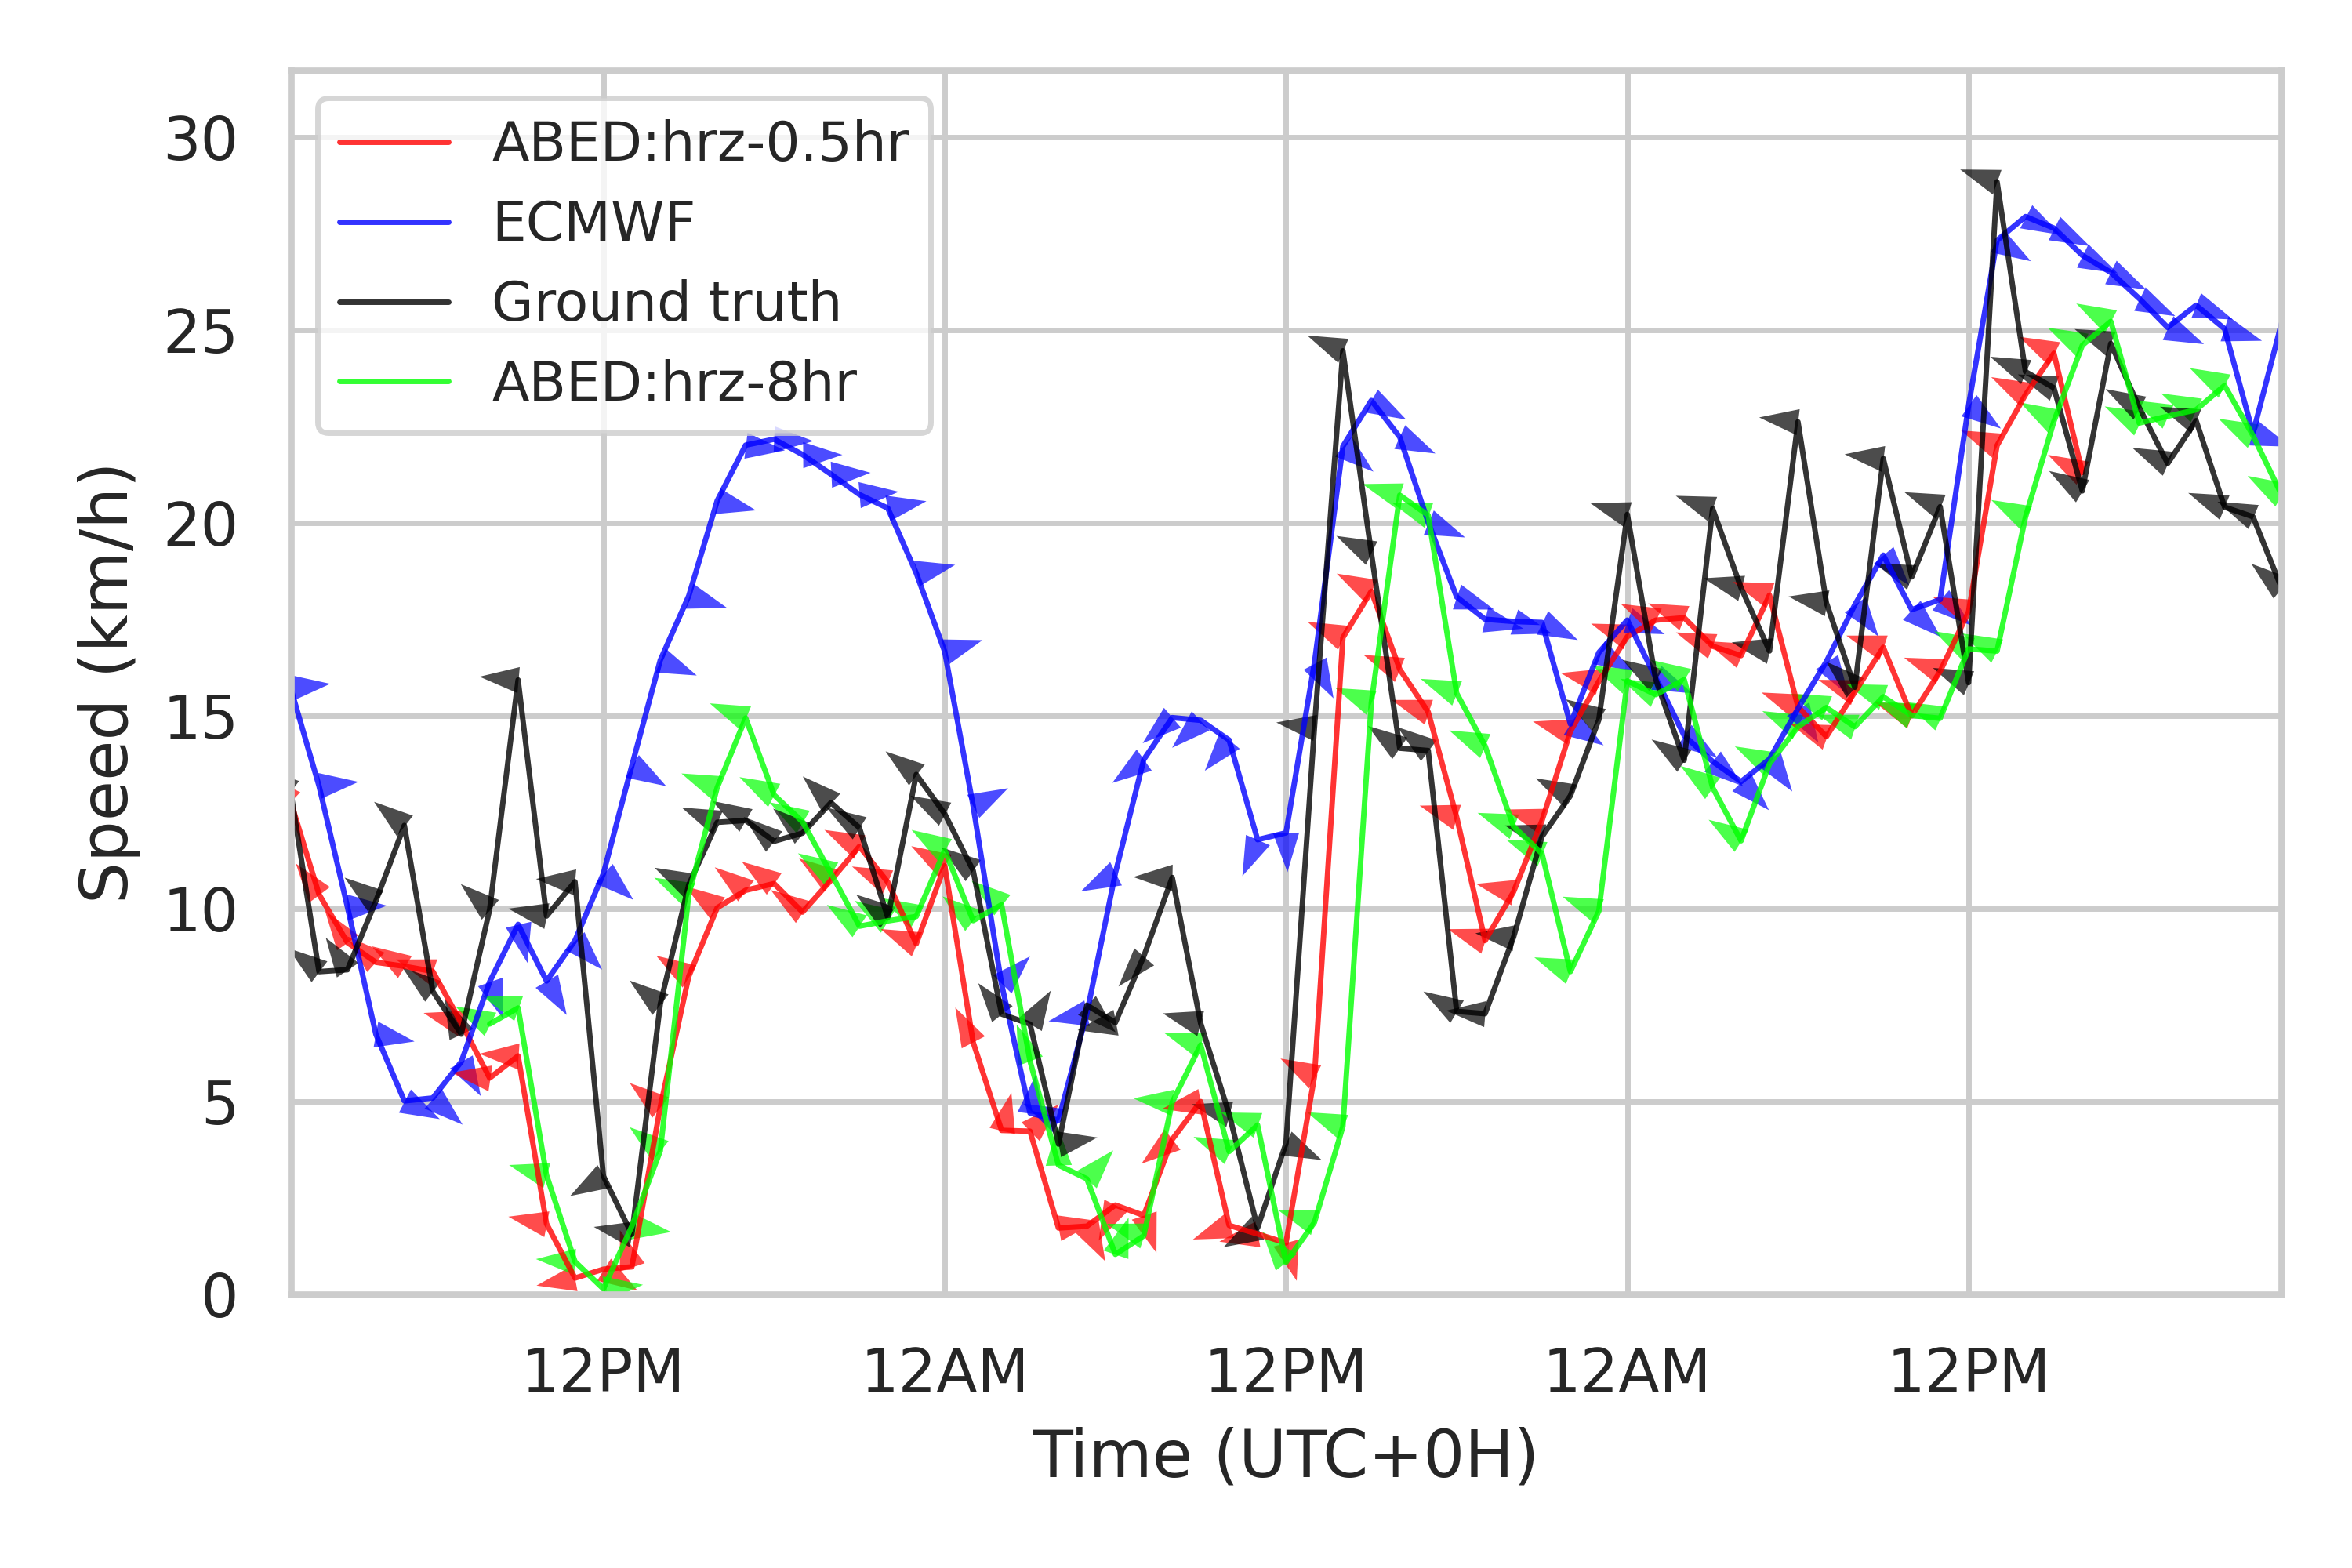 ABED:hrz-0.5hr
ECMWF
Ground truth
ABED:hrz-8hr
30
25
20
15
10
5
0
Speed (km/h)
12PM 12AM 12PM 12AM 12PM
Time (UTC+0H)